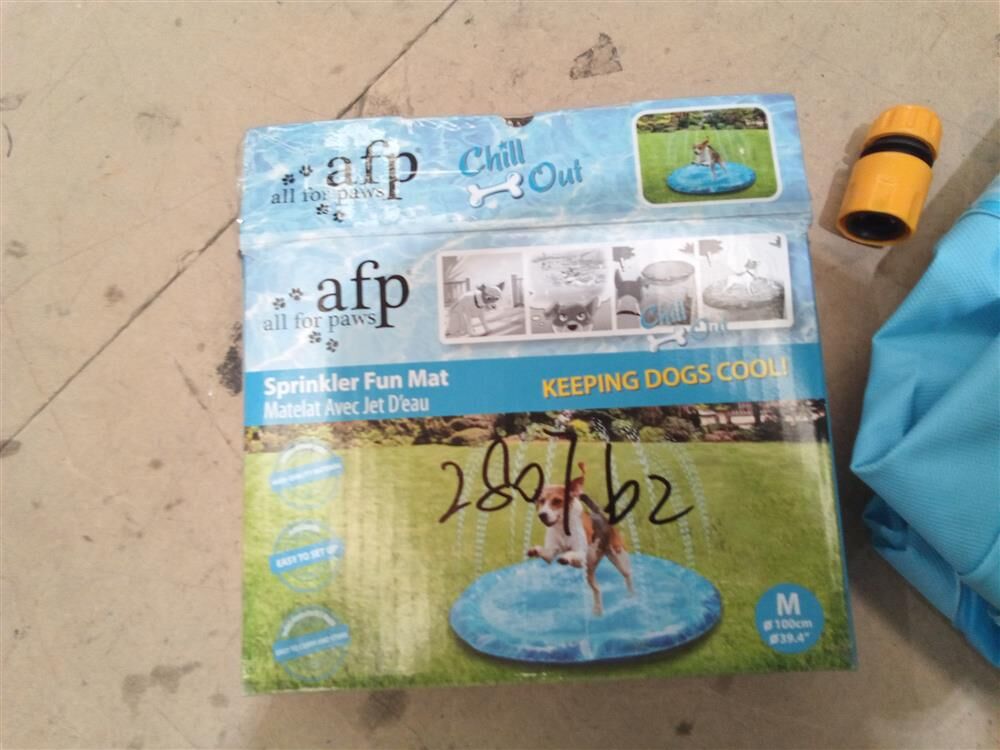 afp®
all for paws
Chill
Out
afp
all for paws
Chill
Out
Sprinkler Fun Mat
Matelat Avec Jet D'eau
KEEPING DOGS COOL!
280762
EASY TO SET UP
M
ø 100cm
ø39.4"